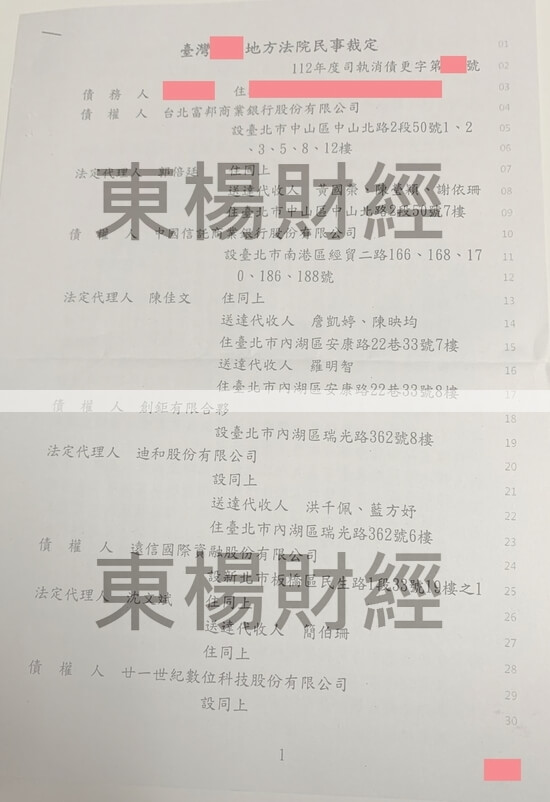 臺灣 地方法院民事裁定 01
112年度司執消債更字第 號 02
債務人 住 03
債權人 台北富邦商業銀行股份有限公司 04
設臺北市中山區中山北路2段50號1、2 05
、3、5、8、12樓 06
法定代理人 郭倍廷 住同上 07
送達代收人 黃國榮、陳瑩穎、謝依珊 08
住臺北市中山區中山北路2段50號7樓 09
東楊財經
債權人 中國信託商業銀行股份有限公司 10
設臺北市南港區經貿二路166、168、17 11
0、186、188號 12
法定代理人 陳佳文 住同上 13
送達代收人 詹凱婷、陳映均 14
住臺北市內湖區安康路22巷33號7樓 15
送達代收人 羅明智 16
住臺北市內湖區安康路22巷33號8樓 17
債權人 創鉅有限合夥 18
設臺北市內湖區瑞光路362號8樓 19
法定代理人 迪和股份有限公司 20
設同上 21
送達代收人 洪千佩、藍方妤 22
住臺北市內湖區瑞光路362號6樓 23
債權人 遠信國際資融股份有限公司 24
設新北市板橋區民生路1段33號19樓之1 25
法定代理人 沈文斌 住同上 26
東楊財經
送達代收人 簡伯珊 27
住同上 28
債權人 廿一世紀數位科技股份有限公司 29
設同上 30
1